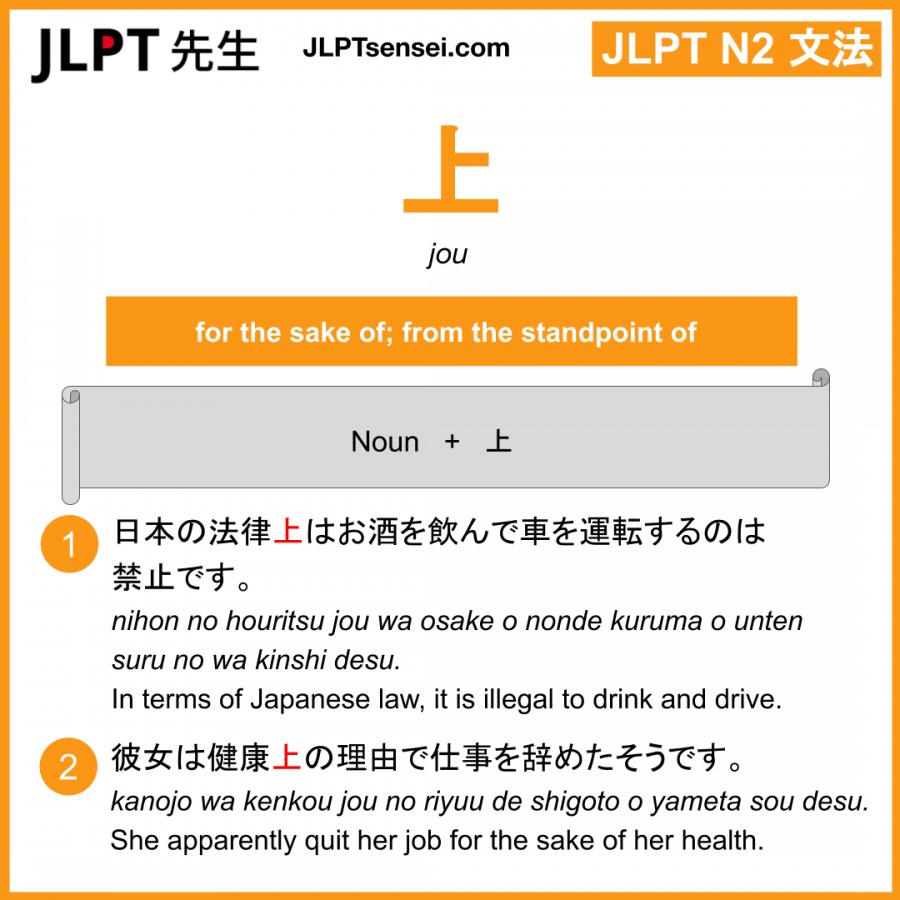 JLPT 先生
JLPTsensei.com
JLPT N2 文法
上
jou
for the sake of; from the standpoint of
Noun + 上
1
日本の法律上はお酒を飲んで車を運転するのは
禁止です。
nihon no houritsu jou wa osake o nonde kuruma o unten
suru no wa kinshi desu.
In terms of Japanese law, it is illegal to drink and drive.
2
彼女は健康上の理由で仕事を辞めたそうです。
kanojo wa kenkou jou no riyuu de shigoto o yameta sou desu.
She apparently quit her job for the sake of her health.